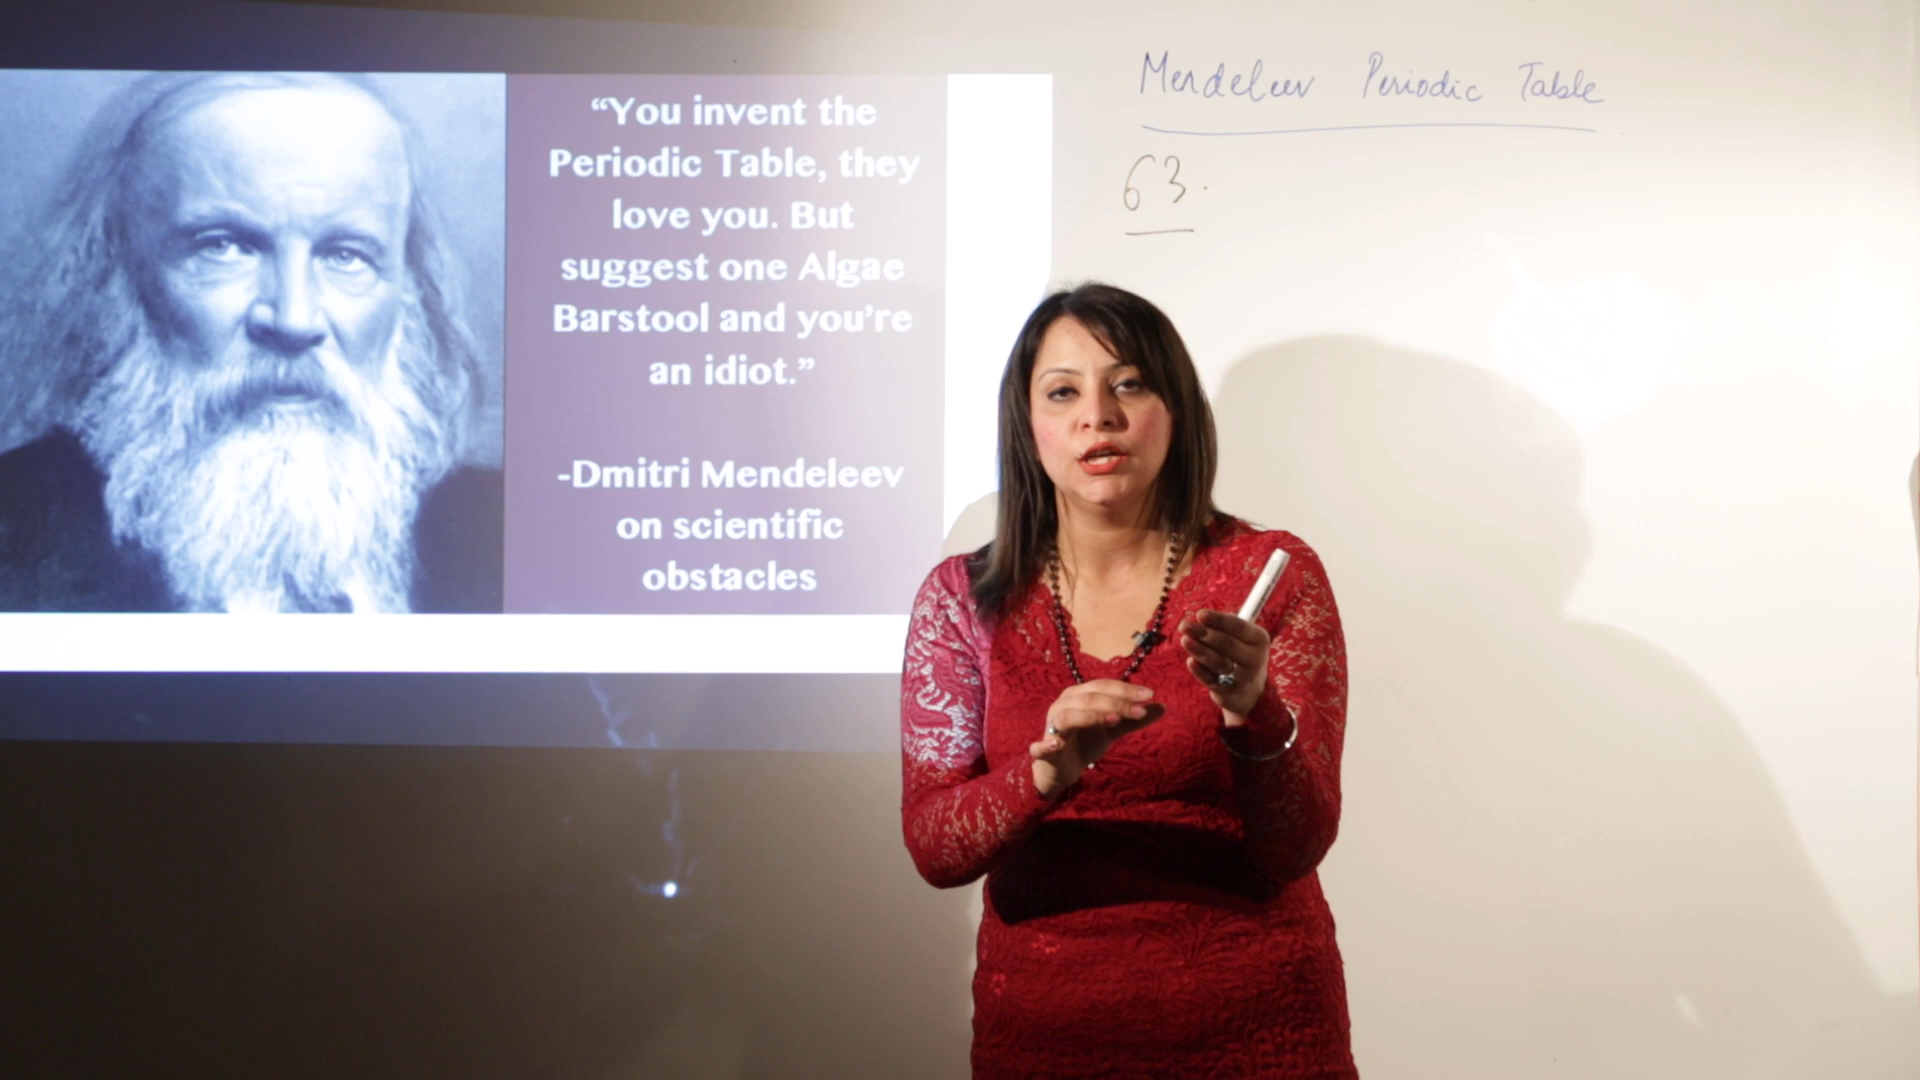 “You invent the
Periodic Table, they
love you. But
suggest one Algae
Barstool and you’re
an idiot.”
-Dmitri Mendeleev
on scientific
obstacles
Mendeleev Periodic Table
63.